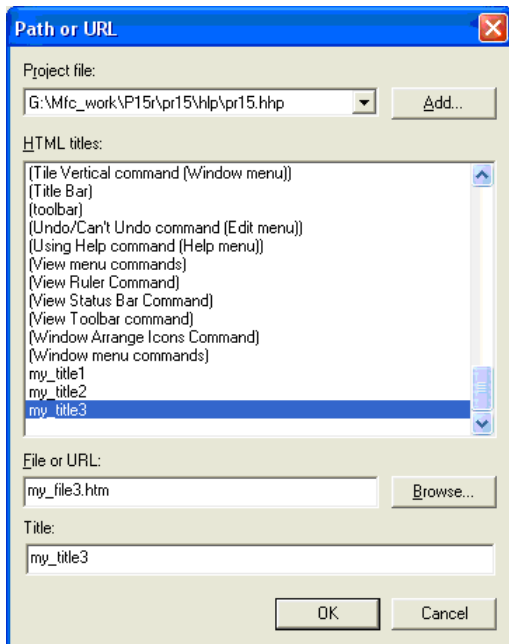 Path or URL
Project file:
G:\Mfc_work\P15r\pr15\hlp\pr15.hhp
Add...
HTML titles:
(Tile Vertical command (Window menu))
(Title Bar)
(toolbar)
(Undo/Can't Undo command (Edit menu))
(Using Help command (Help menu))
(View menu commands)
(View Ruler Command)
(View Status Bar Command)
(View Toolbar command)
(Window Arrange Icons Command)
(Window menu commands)
my_title1
my_title2
my_title3
File or URL:
my_file3.htm
Browse...
Title:
my_title3
OK
Cancel